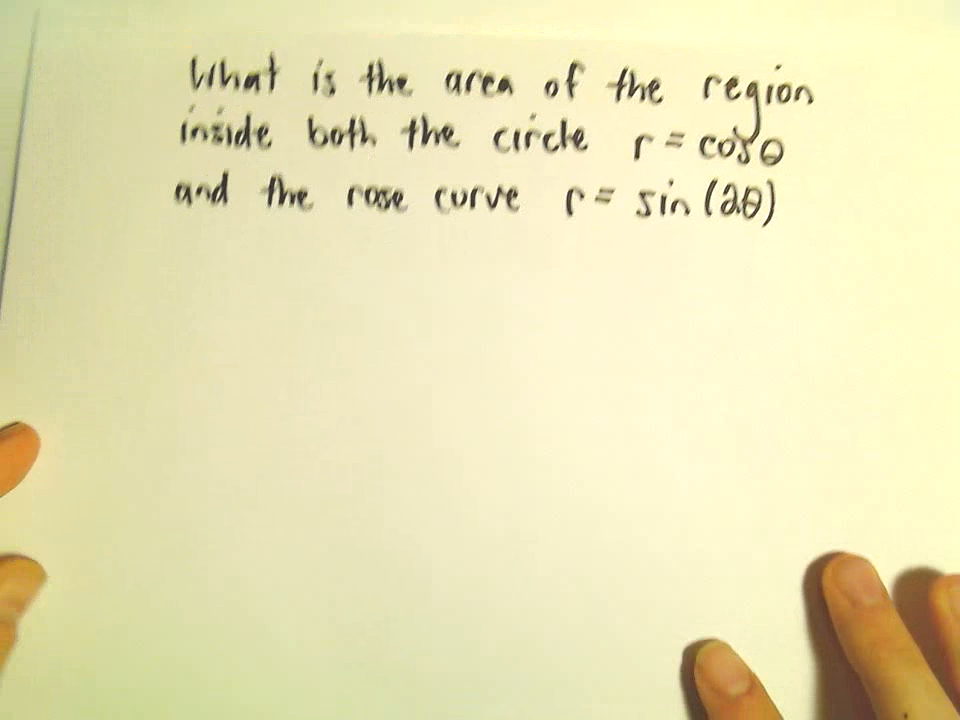 What is the area of the region
inside both the circle r = cosθ
and the rose curve r = sin(2θ)